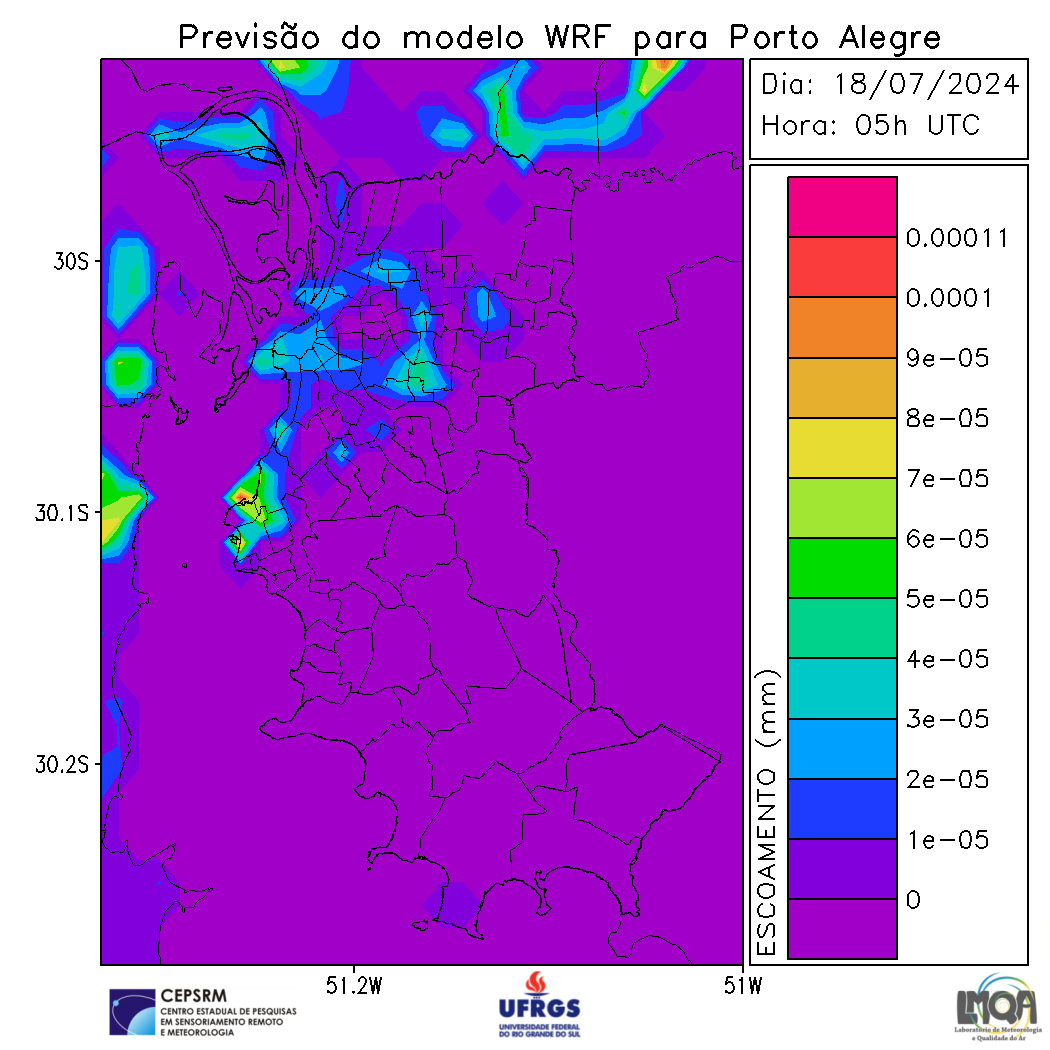 Previsão do modelo WRF para Porto Alegre
Dia: 18/07/2024
Hora: 05h UTC
30S
30.1S
30.2S
51.2W
51W
ESCOAMENTO (mm)
0.00011
0.0001
9e-05
8e-05
7e-05
6e-05
5e-05
4e-05
3e-05
2e-05
1e-05
0
CEPSRM
CENTRO ESTADUAL DE PESQUISAS
EM SENSORIAMENTO REMOTO
E METEOROLOGIA
UFRGS
UNIVERSIDADE FEDERAL
DO RIO GRANDE DO SUL
LMQA
Laboratório de Meteorologia
e Qualidade do Ar